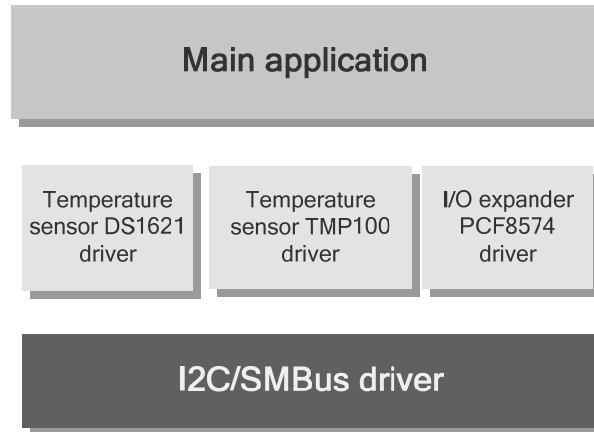 Main application
Temperature
sensor DS1621
driver
Temperature
sensor TMP100
driver
I/O expander
PCF8574
driver
I2C/SMBus driver